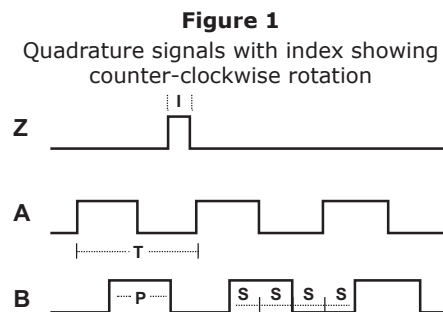 Figure 1
Quadrature signals with index showing
counter-clockwise rotation
I
Z
A
T
B
P
S S S S